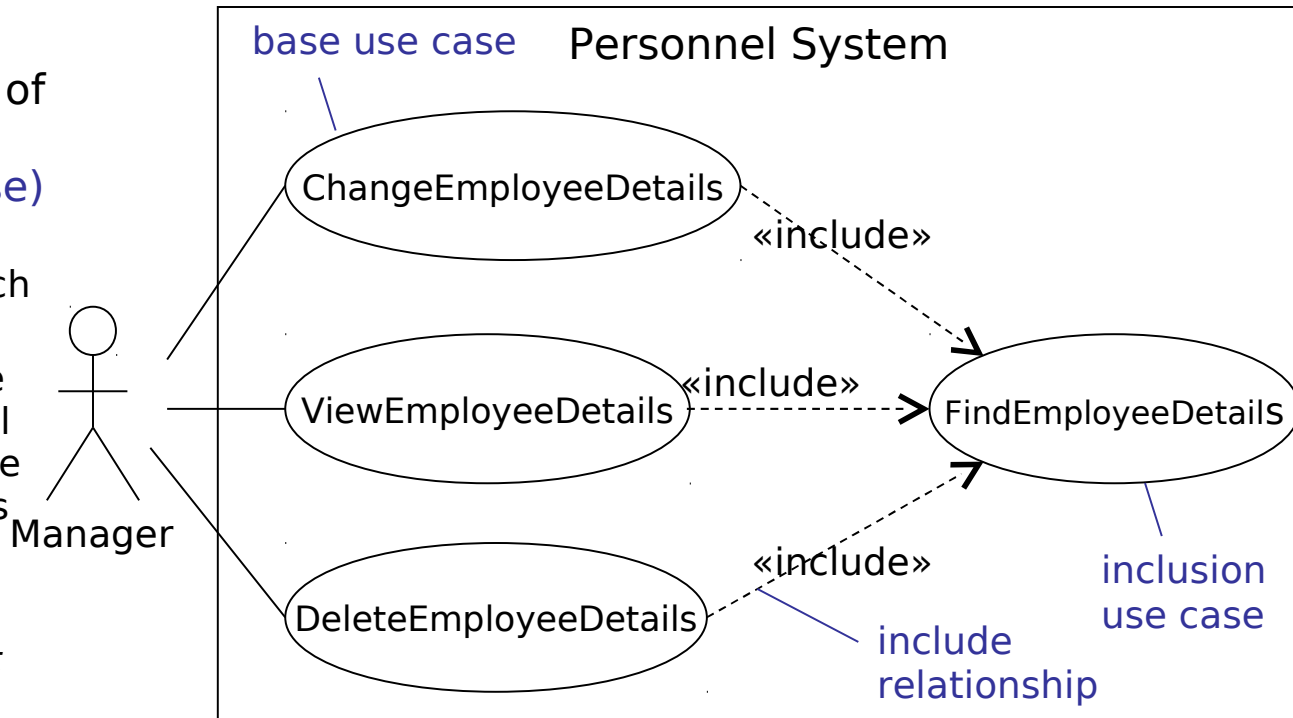 of
se)
ch
e
l
e
s
base use case
Personnel System
ChangeEmployeeDetails
«include»
ViewEmployeeDetails
«include»
FindEmployeeDetails
Manager
DeleteEmployeeDetails
«include»
include
relationship
inclusion
use case